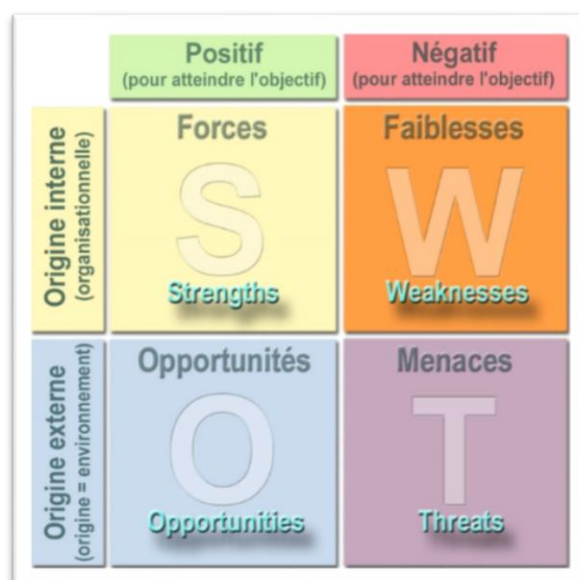 Positif
(pour atteindre l'objectif)
Négatif
(pour atteindre l'objectif)
Origine interne
(organisationnelle)
Forces
S
Strengths
Faiblesses
W
Weaknesses
Origine externe
(origine = environnement)
Opportunités
O
Opportunities
Menaces
T
Threats